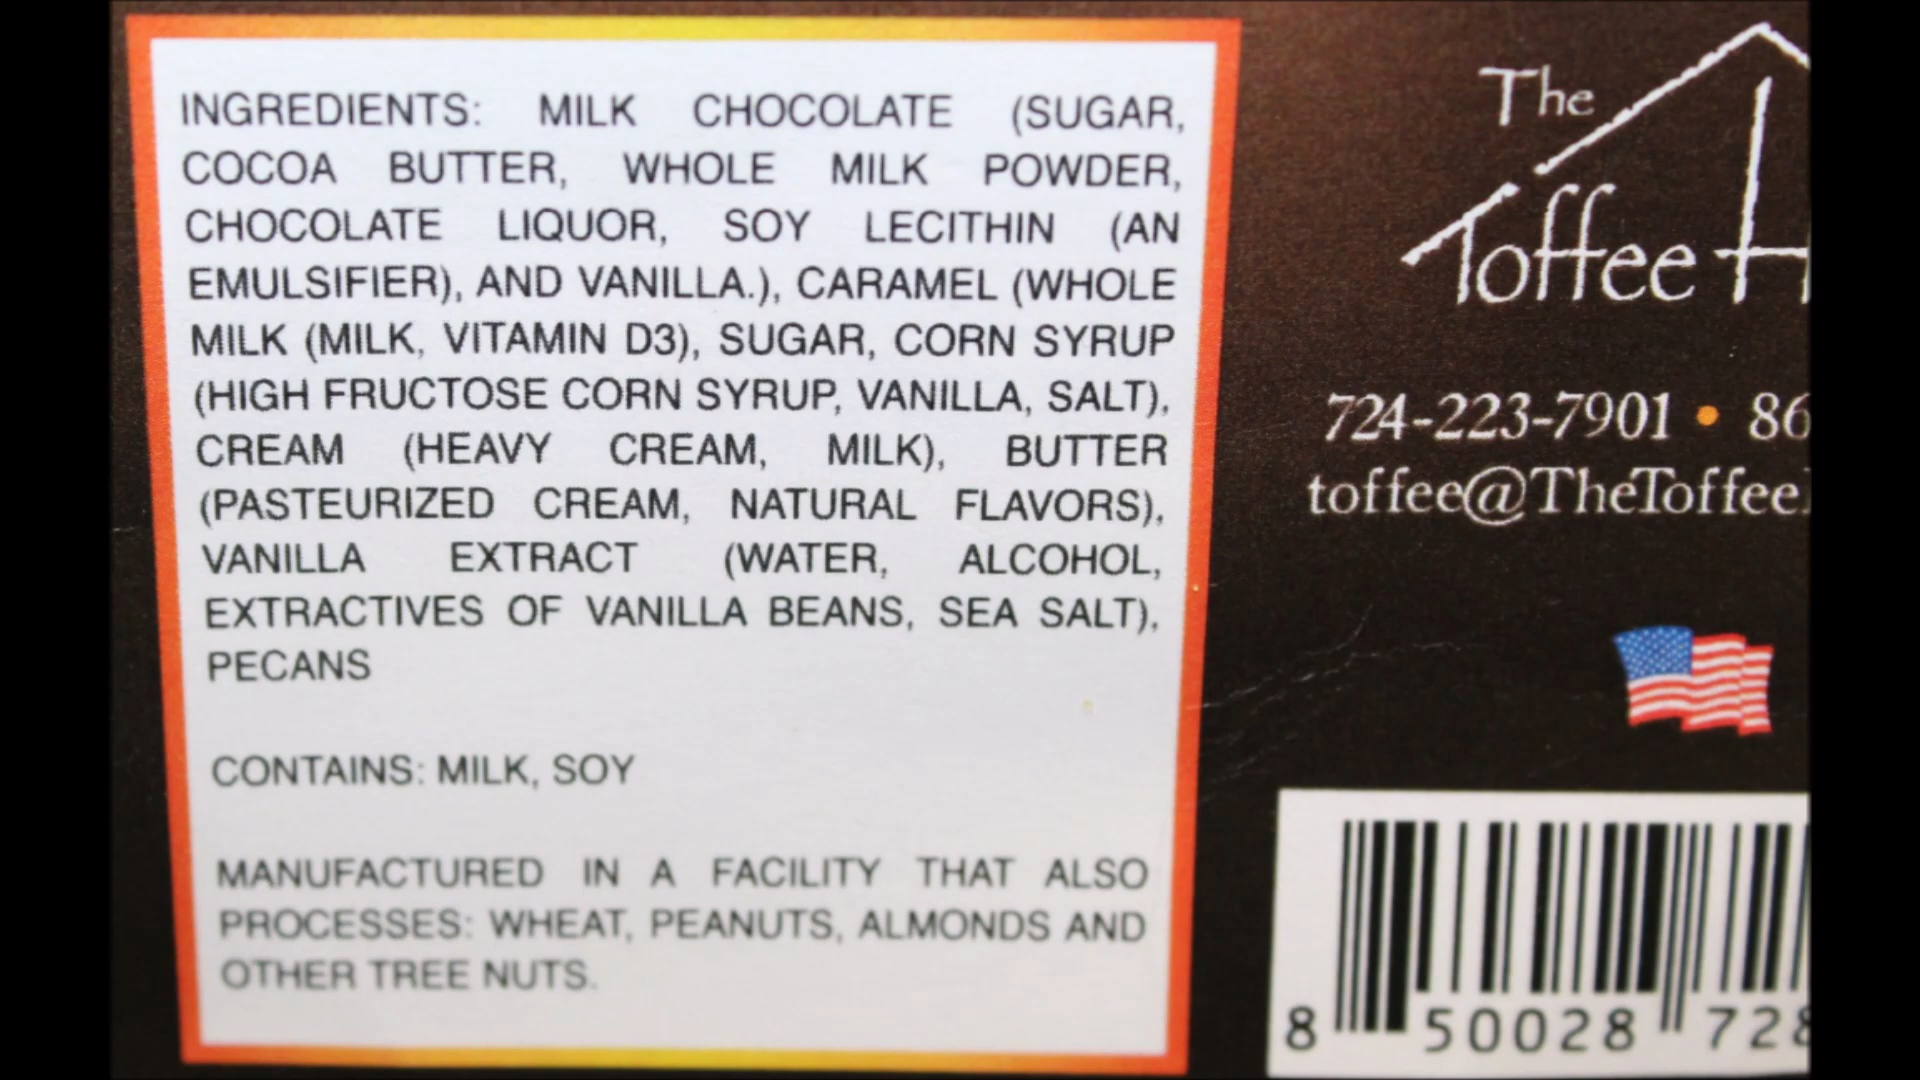 INGREDIENTS: MILK CHOCOLATE (SUGAR,
COCOA BUTTER, WHOLE MILK POWDER,
CHOCOLATE LIQUOR, SOY LECITHIN (AN
EMULSIFIER), AND VANILLA.), CARAMEL (WHOLE
MILK (MILK, VITAMIN D3), SUGAR, CORN SYRUP
(HIGH FRUCTOSE CORN SYRUP, VANILLA, SALT),
CREAM (HEAVY CREAM, MILK), BUTTER
(PASTEURIZED CREAM, NATURAL FLAVORS),
VANILLA EXTRACT (WATER, ALCOHOL,
EXTRACTIVES OF VANILLA BEANS, SEA SALT),
PECANS
CONTAINS: MILK, SOY
MANUFACTURED IN A FACILITY THAT ALSO
PROCESSES: WHEAT, PEANUTS, ALMONDS AND
OTHER TREE NUTS.
The
Toffee
724-223-7901 • 86
toffee@TheToffee
8 50028 728